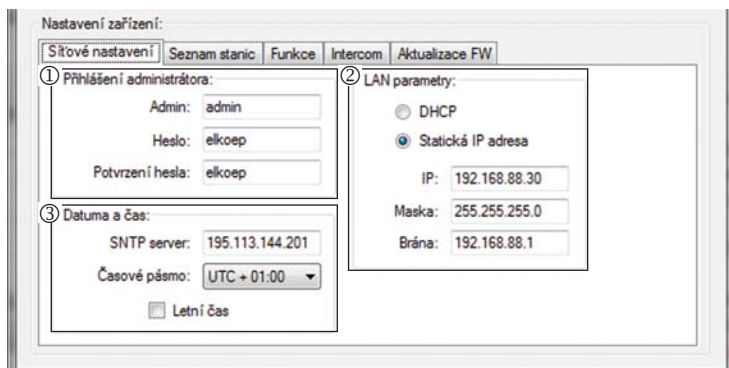 Nastavení zařízení:
Síťové nastavení Seznam stanic Funkce Intercom Aktualizace FW
① Přihlášení administrátora:
Admin: admin
Heslo: elkoep
Potvrzení hesla: elkoep
② LAN parametry:
DHCP
Statická IP adresa
IP: 192.168.88.30
Maska: 255.255.255.0
Brána: 192.168.88.1
③ Datuma a čas:
SNTP server: 195.113.144.201
Časové pásmo: UTC + 01:00
Letní čas